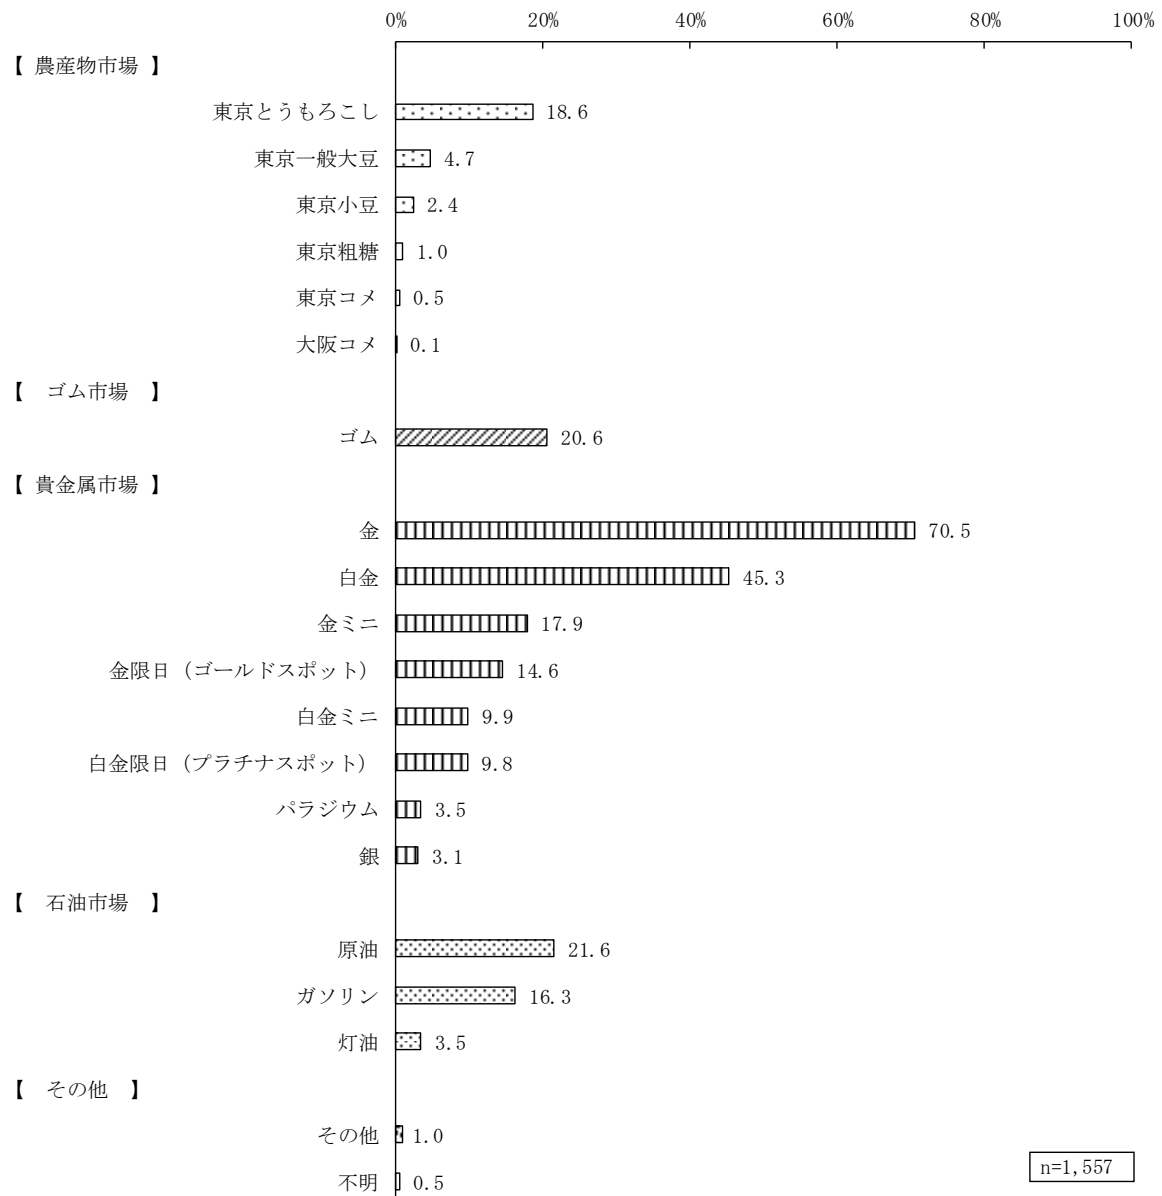 0% 20% 40% 60% 80% 100%
【 農産物市場 】
東京とうもろこし 18.6
東京一般大豆 4.7
東京小豆 2.4
東京粗糖 1.0
東京コメ 0.5
大阪コメ 0.1
【　ゴム市場　】
ゴム 20.6
【 貴金属市場 】
金 70.5
白金 45.3
金ミニ 17.9
金限日（ゴールドスポット） 14.6
白金ミニ 9.9
白金限日（プラチナスポット） 9.8
パラジウム 3.5
銀 3.1
【　石油市場　】
原油 21.6
ガソリン 16.3
灯油 3.5
【　その他　】
その他 1.0
不明 0.5
n=1,557